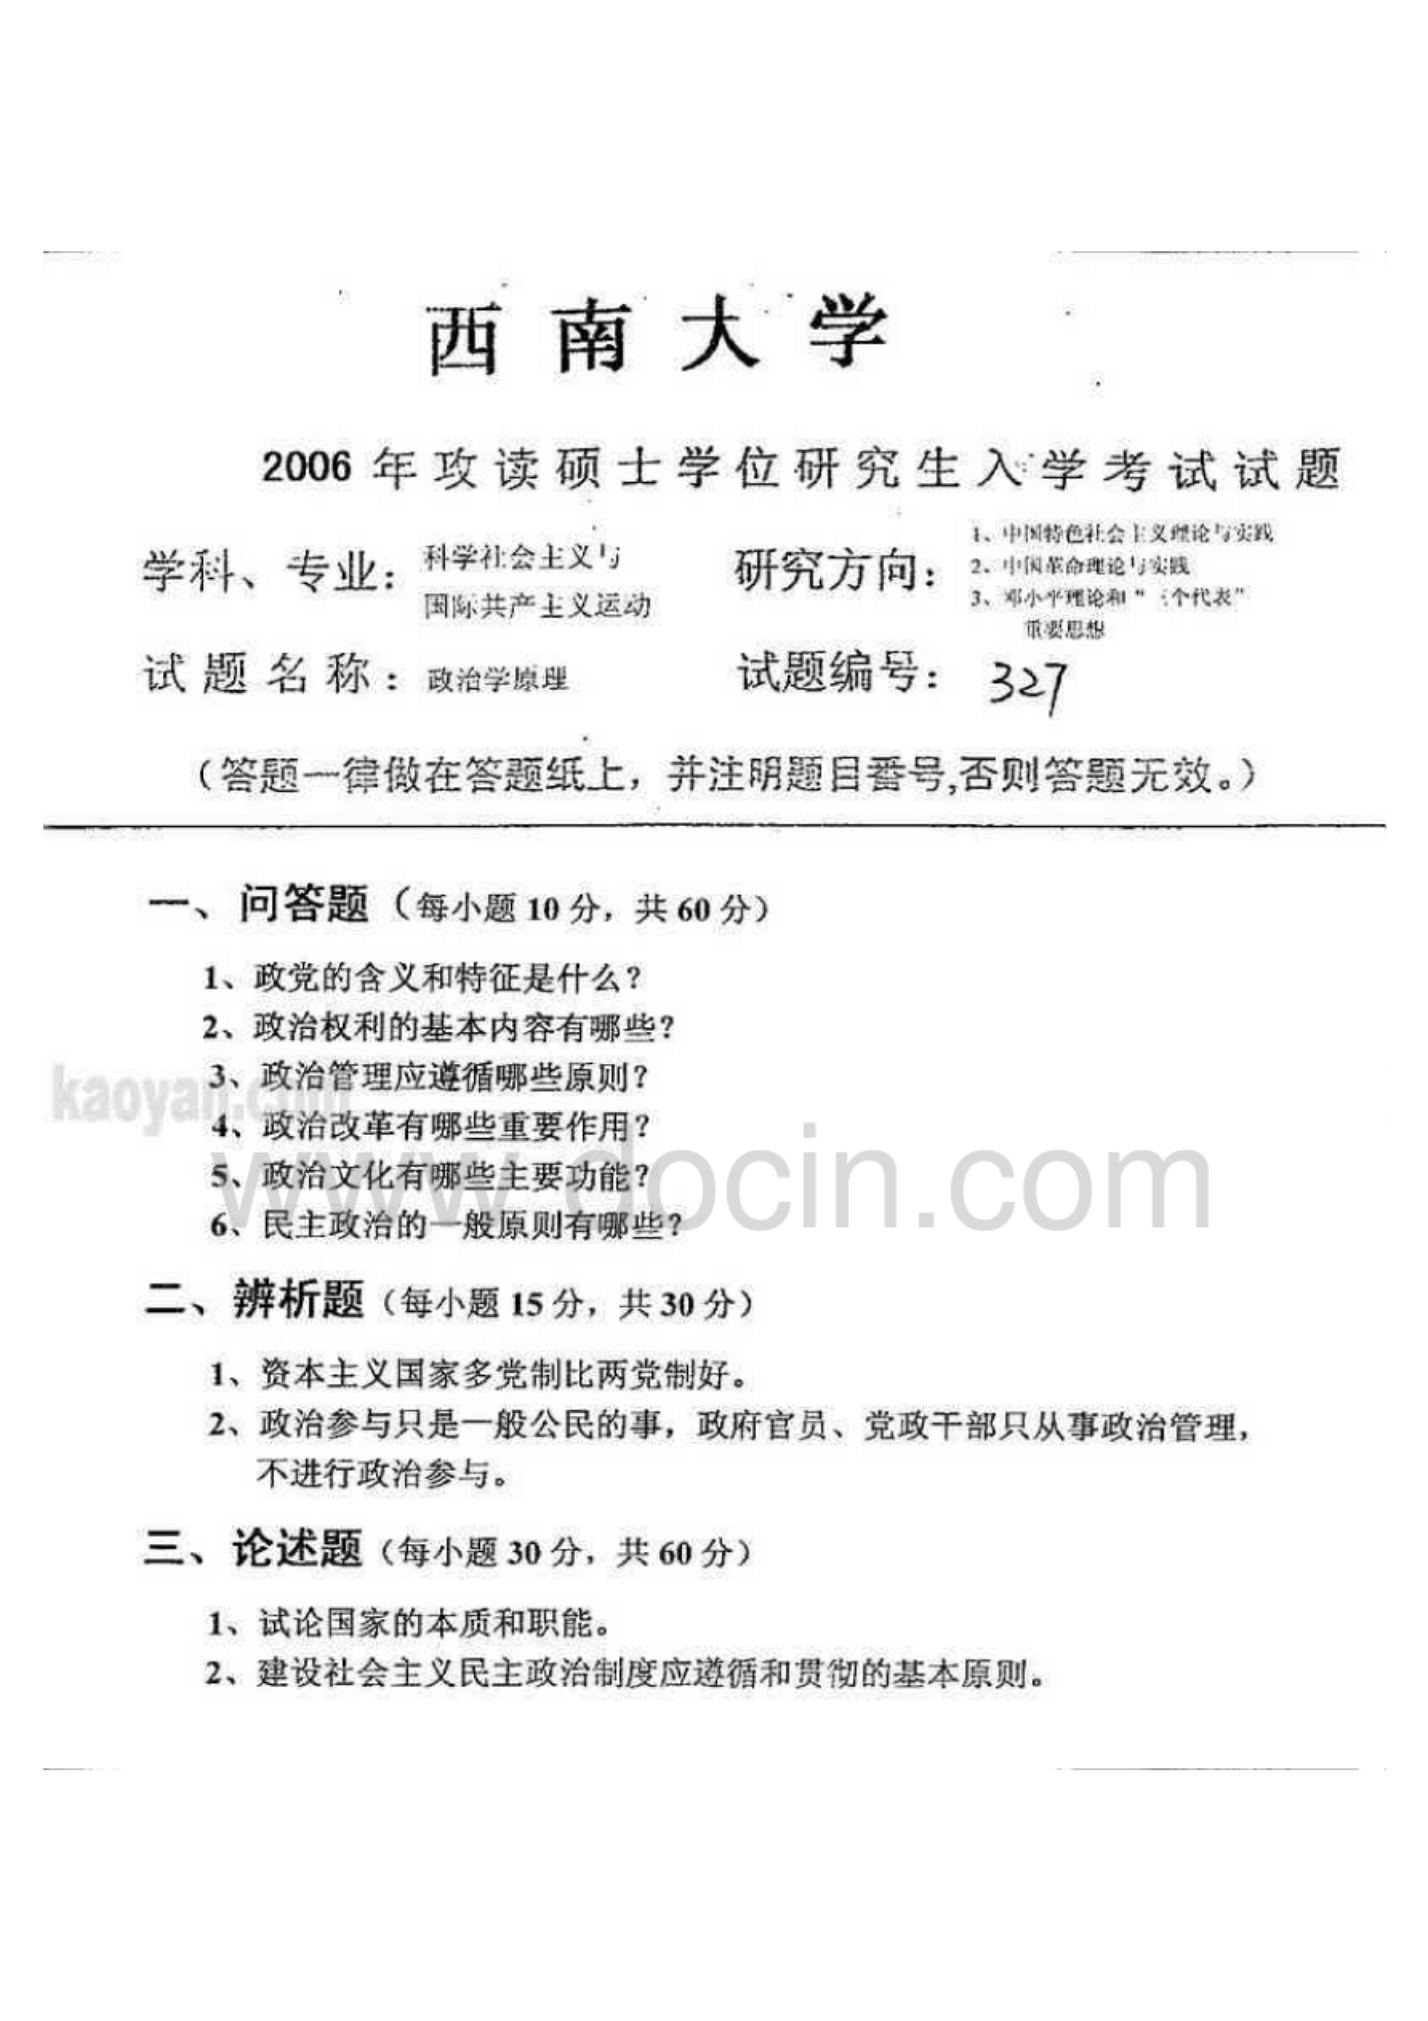 西南大学
2006 年攻读硕士学位研究生入学考试试题
学科、专业：科学社会主义与
国际共产主义运动
研究方向：1、中国特色社会主义理论与实践
2、中国革命理论与实践
3、邓小平理论和“三个代表”
重要思想
试题名称：政治学原理
试题编号：327
（答题一律做在答题纸上，并注明题目番号,否则答题无效。）
一、问答题（每小题 10 分，共 60 分）
1、政党的含义和特征是什么？
2、政治权利的基本内容有哪些？
3、政治管理应遵循哪些原则？
4、政治改革有哪些重要作用？
5、政治文化有哪些主要功能？
6、民主政治的一般原则有哪些？
kaoyan.com
www.docin.com
二、辨析题（每小题 15 分，共 30 分）
1、资本主义国家多党制比两党制好。
2、政治参与只是一般公民的事，政府官员、党政干部只从事政治管理，
不进行政治参与。
三、论述题（每小题 30 分，共 60 分）
1、试论国家的本质和职能。
2、建设社会主义民主政治制度应遵循和贯彻的基本原则。